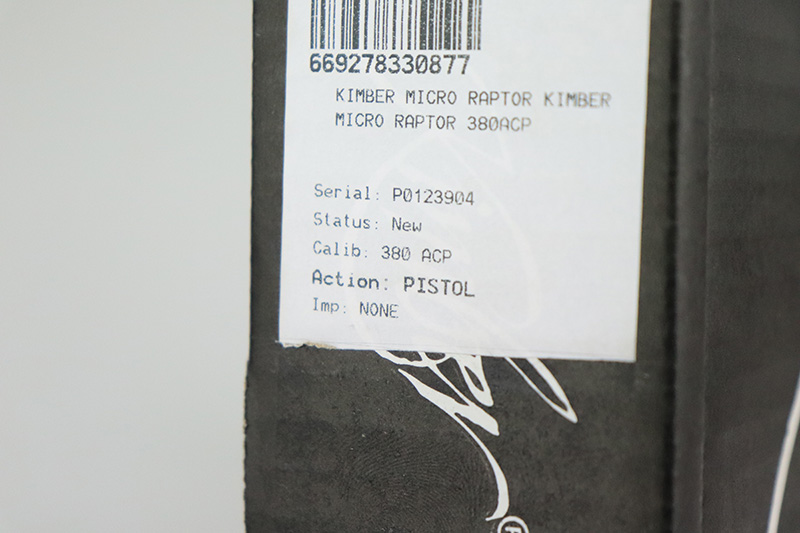 669278330877
KIMBER MICRO RAPTOR KIMBER
MICRO RAPTOR 380ACP
Serial: P0123904
Status: New
Calib: 380 ACP
Action: PISTOL
Imp: NONE
®